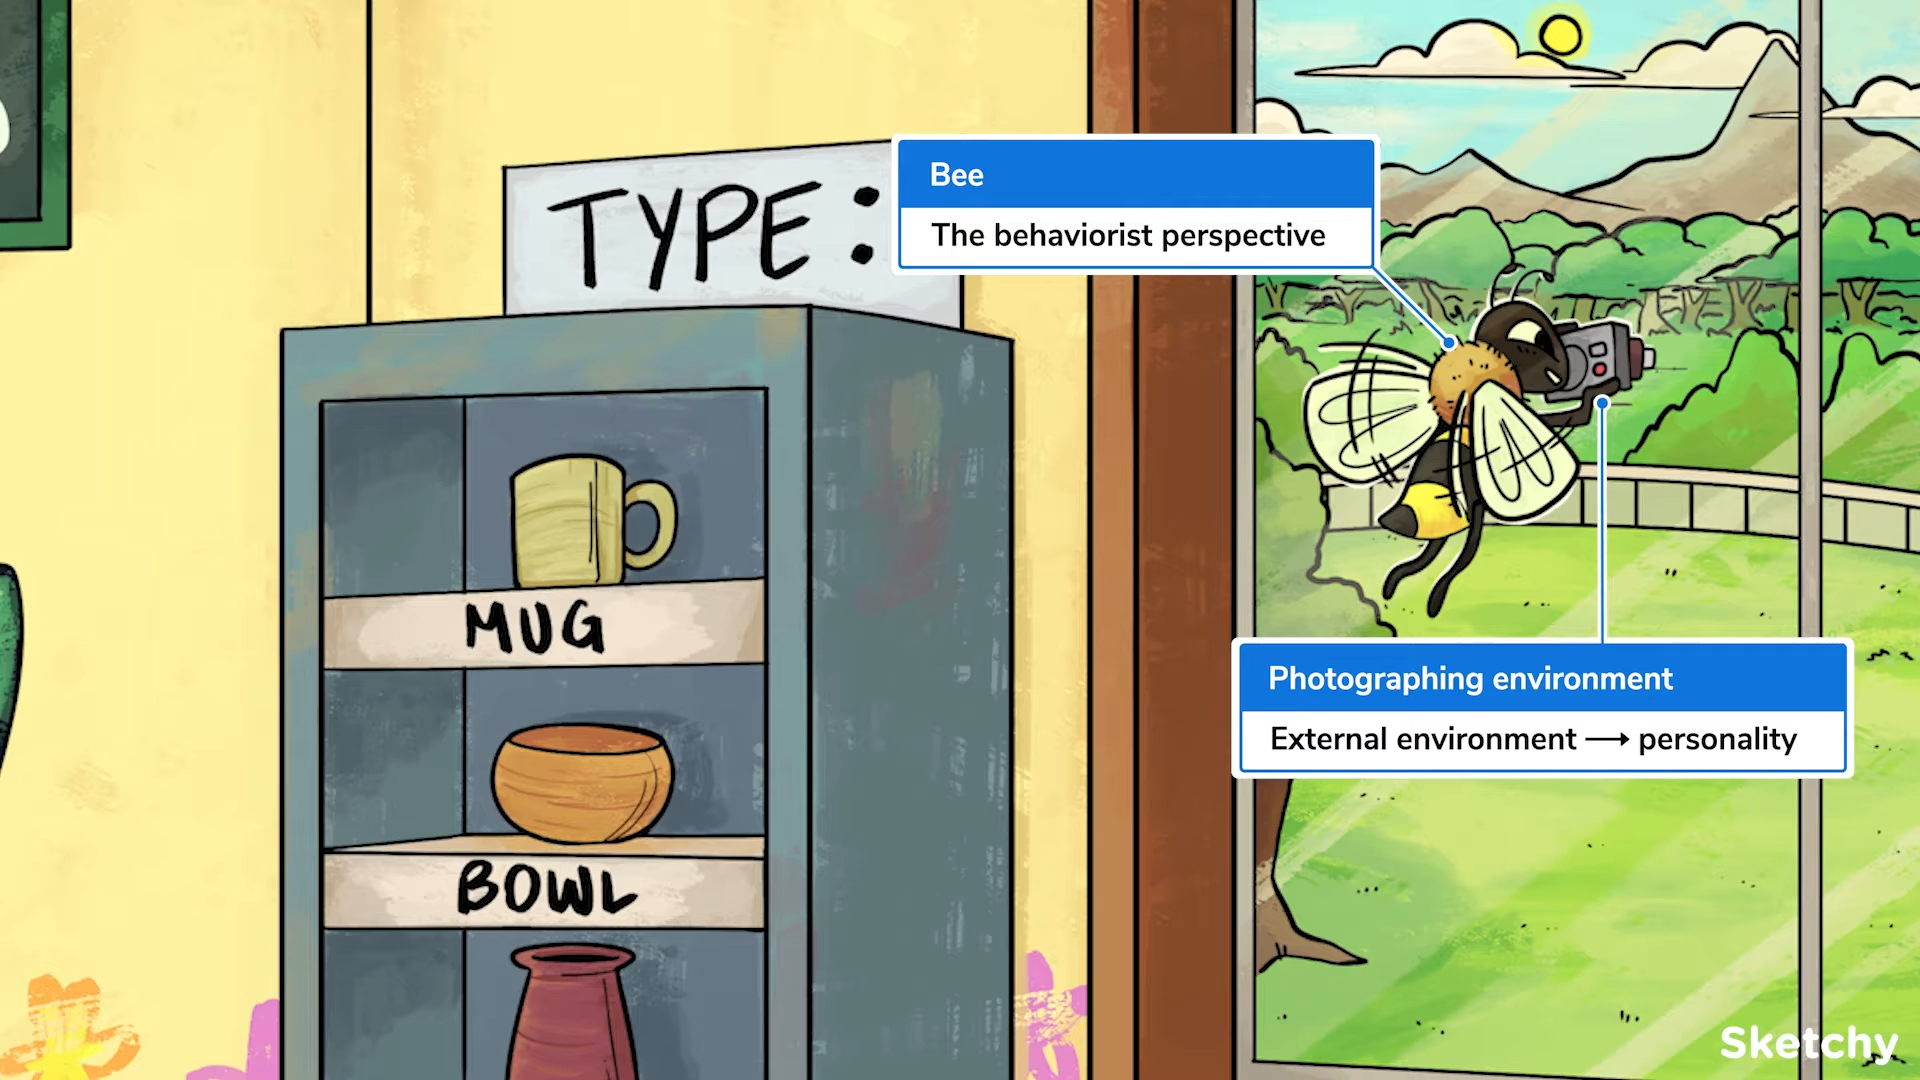 TYPE:
Bee
The behaviorist perspective
MUG
Photographing environment
External environment → personality
BOWL
Sketchy